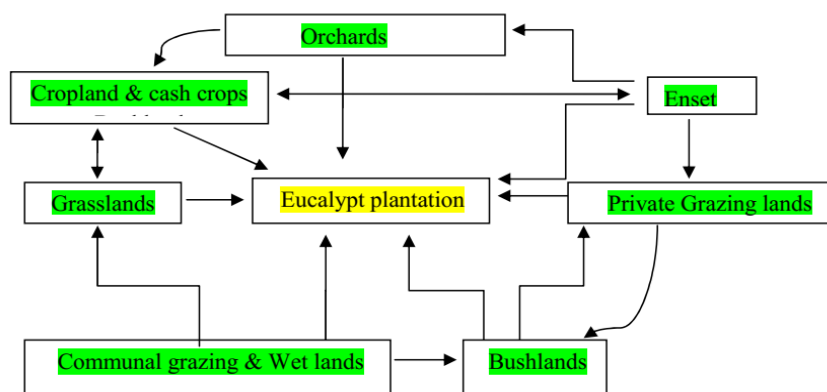 Orchards
Cropland & cash crops
Enset
Grasslands
Eucalypt plantation
Private Grazing lands
Communal grazing & Wet lands
Bushlands